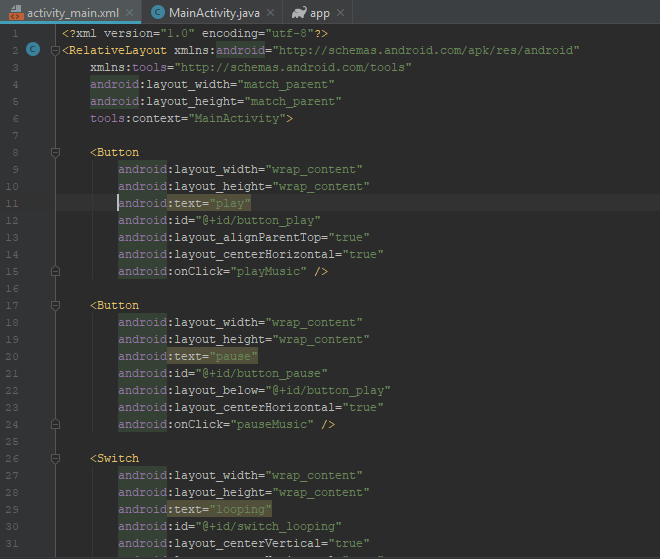 activity_main.xml × MainActivity.java × app ×
1 <?xml version="1.0" encoding="utf-8"?>
2 <RelativeLayout xmlns:android="http://schemas.android.com/apk/res/android"
3 xmlns:tools="http://schemas.android.com/tools"
4 android:layout_width="match_parent"
5 android:layout_height="match_parent"
6 tools:context="MainActivity">
7
8 <Button
9 android:layout_width="wrap_content"
10 android:layout_height="wrap_content"
11 android:text="play"
12 android:id="@+id/button_play"
13 android:layout_alignParentTop="true"
14 android:layout_centerHorizontal="true"
15 android:onClick="playMusic" />
16
17 <Button
18 android:layout_width="wrap_content"
19 android:layout_height="wrap_content"
20 android:text="pause"
21 android:id="@+id/button_pause"
22 android:layout_below="@+id/button_play"
23 android:layout_centerHorizontal="true"
24 android:onClick="pauseMusic" />
25
26 <Switch
27 android:layout_width="wrap_content"
28 android:layout_height="wrap_content"
29 android:text="looping"
30 android:id="@+id/switch_looping"
31 android:layout_centerVertical="true"